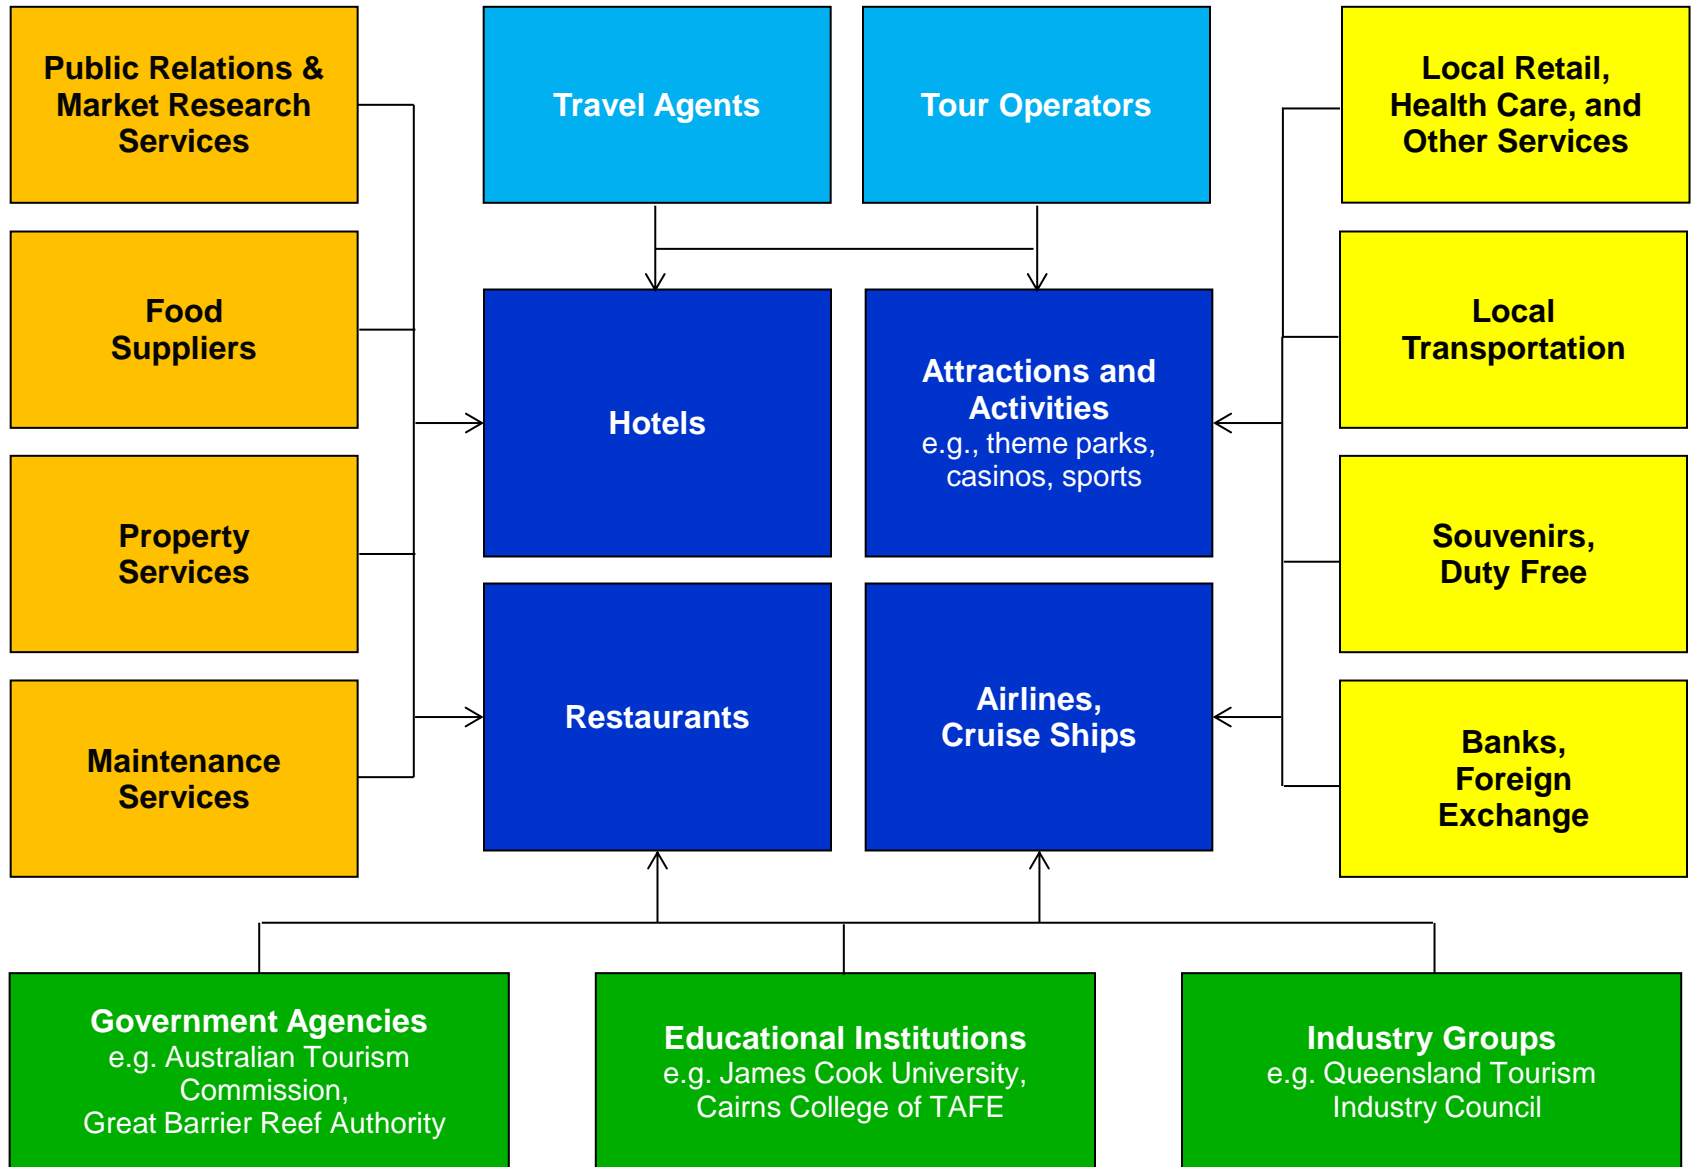 Public Relations &
Market Research
Services
Travel Agents
Tour Operators
Local Retail,
Health Care, and
Other Services
Food
Suppliers
Local
Transportation
Hotels
Attractions and
Activities
e.g., theme parks,
casinos, sports
Property
Services
Souvenirs,
Duty Free
Restaurants
Airlines,
Cruise Ships
Maintenance
Services
Banks,
Foreign
Exchange
Government Agencies
e.g. Australian Tourism
Commission,
Great Barrier Reef Authority
Educational Institutions
e.g. James Cook University,
Cairns College of TAFE
Industry Groups
e.g. Queensland Tourism
Industry Council